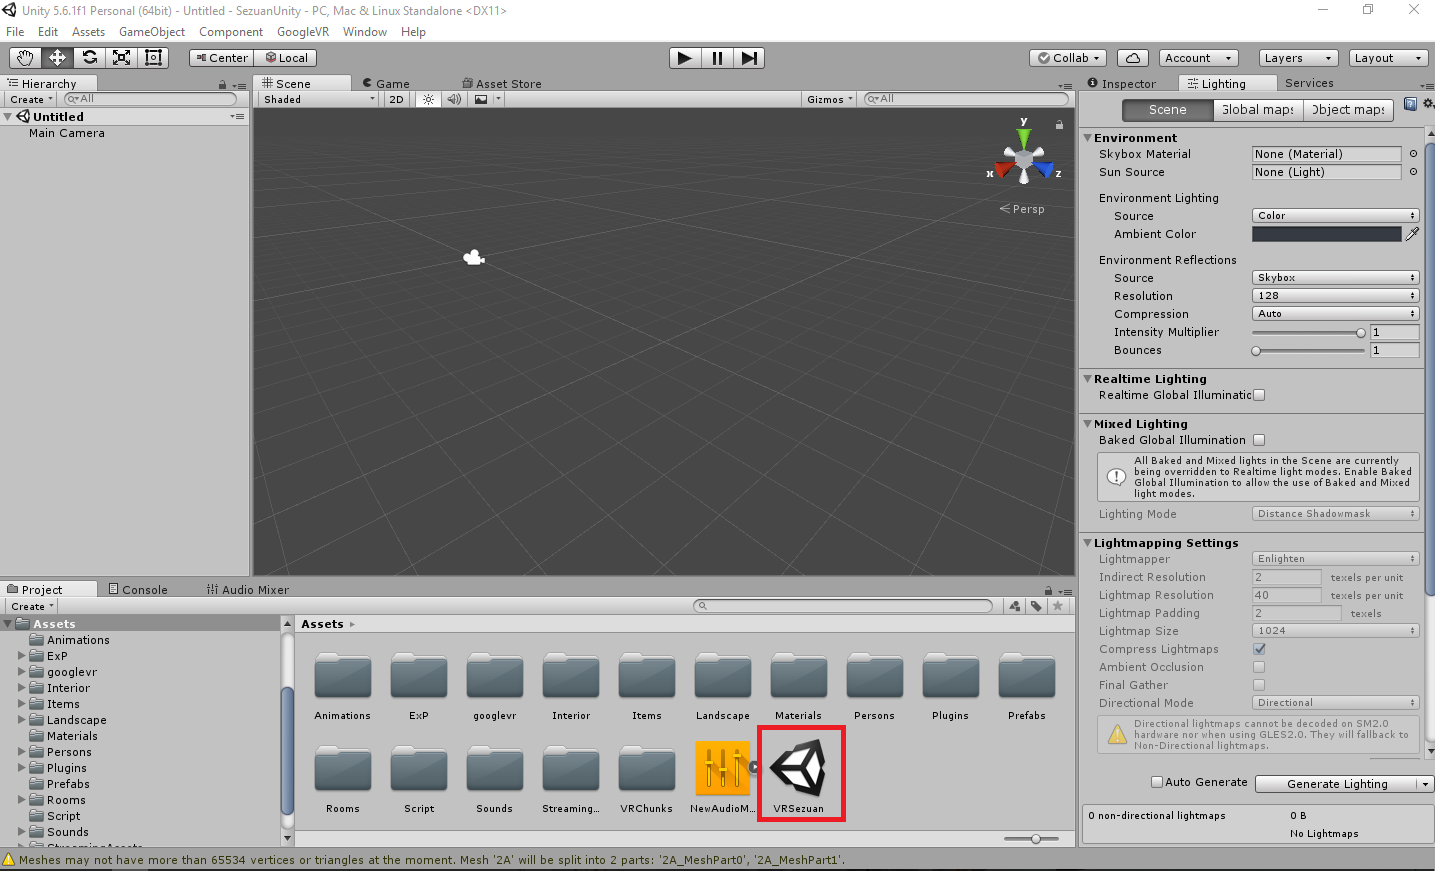 Unity 5.6.1f1 Personal (64bit) - Untitled - SezuanUnity - PC, Mac & Linux Standalone <DX11>
File Edit Assets GameObject Component GoogleVR Window Help
Center Local Collab Account Layers Layout
Hierarchy
Create All
Untitled
Main Camera
Scene Game Asset Store
Shaded 2D Gizmos All
y
x z
Persp
Inspector Lighting Services
Scene Global maps Object maps
Environment
Skybox Material None (Material)
Sun Source None (Light)
Environment Lighting
Source Color
Ambient Color
Environment Reflections
Source Skybox
Resolution 128
Compression Auto
Intensity Multiplier 1
Bounces 1
Realtime Lighting
Realtime Global Illuminatic
Mixed Lighting
Baked Global Illumination
All Baked and Mixed lights in the Scene are currently
being overridden to Realtime light modes. Enable Baked
Global Illumination to allow the use of Baked and Mixed
light modes.
Lighting Mode Distance Shadowmask
Lightmapping Settings
Lightmapper Enlighten
Indirect Resolution 2 texels per unit
Lightmap Resolution 40 texels per unit
Lightmap Padding 2 texels
Lightmap Size 1024
Compress Lightmaps
Ambient Occlusion
Final Gather
Directional Mode Directional
Directional lightmaps cannot be decoded on SM2.0
hardware nor when using GLES2.0. They will fallback to
Non-Directional lightmaps.
Auto Generate Generate Lighting
0 non-directional lightmaps 0 B
No Lightmaps
Project Console Audio Mixer
Create
Assets
Animations
ExP
googlevr
Interior
Items
Landscape
Materials
Persons
Plugins
Prefabs
Rooms
Script
Sounds
StreamingAssets
Assets
Animations ExP googlevr Interior Items Landscape Materials Persons Plugins Prefabs
Rooms Script Sounds Streaming... VRChunks NewAudioM... VRSezuan
Meshes may not have more than 65534 vertices or triangles at the moment. Mesh '2A' will be split into 2 parts: '2A_MeshPart0', '2A_MeshPart1'.